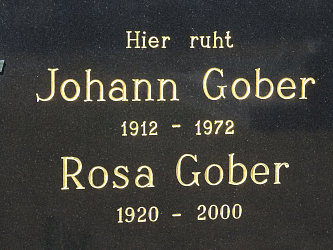 Hier ruht
Johann Gober
1912 - 1972
Rosa Gober
1920 - 2000